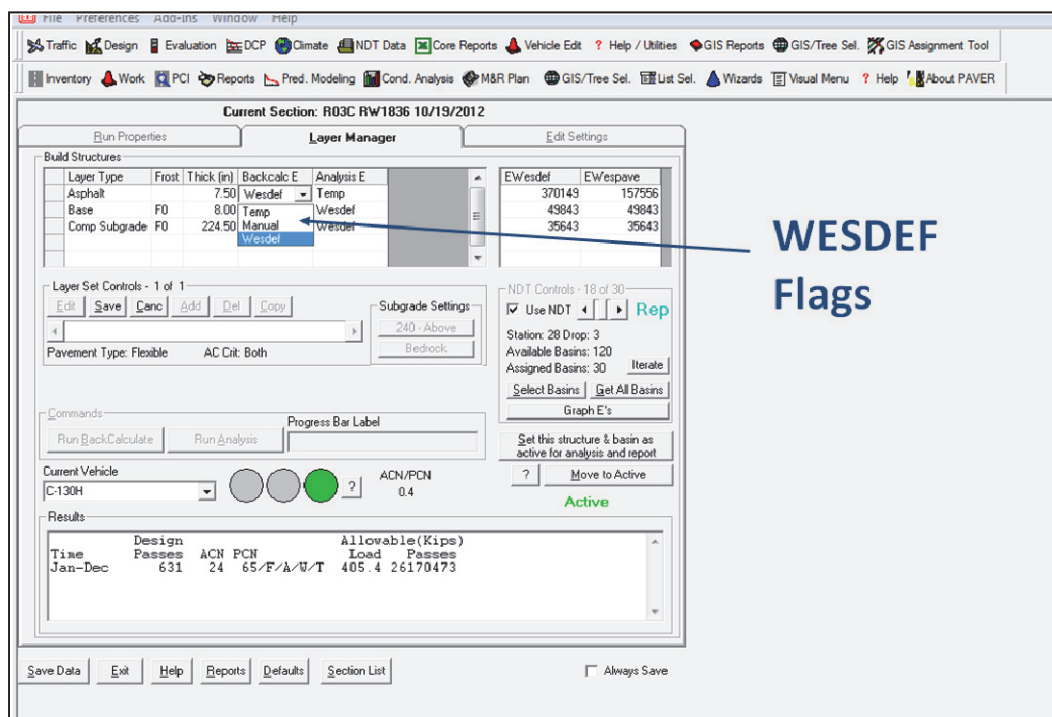 File Preferences Add-Ins Window Help
Traffic Design Evaluation DCP Climate NDT Data Core Reports Vehicle Edit ? Help / Utilities GIS Reports GIS/Tree Sel. GIS Assignment Tool
Inventory Work PCI Reports Pred. Modeling Cond. Analysis M&R Plan GIS/Tree Sel. List Sel. Wizards Visual Menu ? Help About PAVER
Current Section: R03C RW1836 10/19/2012
Run Properties Layer Manager Edit Settings
Build Structures
Layer Type Frost Thick (in) Backcalc E Analysis E
Asphalt 7.50 Wesdef Temp
Base F0 8.00 Temp Wesdef
Comp Subgrade F0 224.50 Manual Wesdef
Wesdef
EWesdef EWespave
370149 157556
49843 49843
35643 35643
WESDEF
Flags
Layer Set Controls - 1 of 1
Edit Save Canc Add Del Copy
Pavement Type: Flexible AC Crit: Both
Subgrade Settings
240 - Above
Bedrock
NDT Controls - 18 of 30
Use NDT Rep
Station: 28 Drop: 3
Available Basins: 120
Assigned Basins: 30 Iterate
Select Basins Get All Basins
Graph E's
Commands
Run BackCalculate Run Analysis
Progress Bar Label
Set this structure & basin as
active for analysis and report
? Move to Active
Active
Current Vehicle
C-130H
?
ACN/PCN
0.4
Results
Design Allowable(Kips)
Time Passes ACN PCN Load Passes
Jan-Dec 631 24 65/F/A/W/T 405.4 26170473
Save Data Exit Help Reports Defaults Section List Always Save